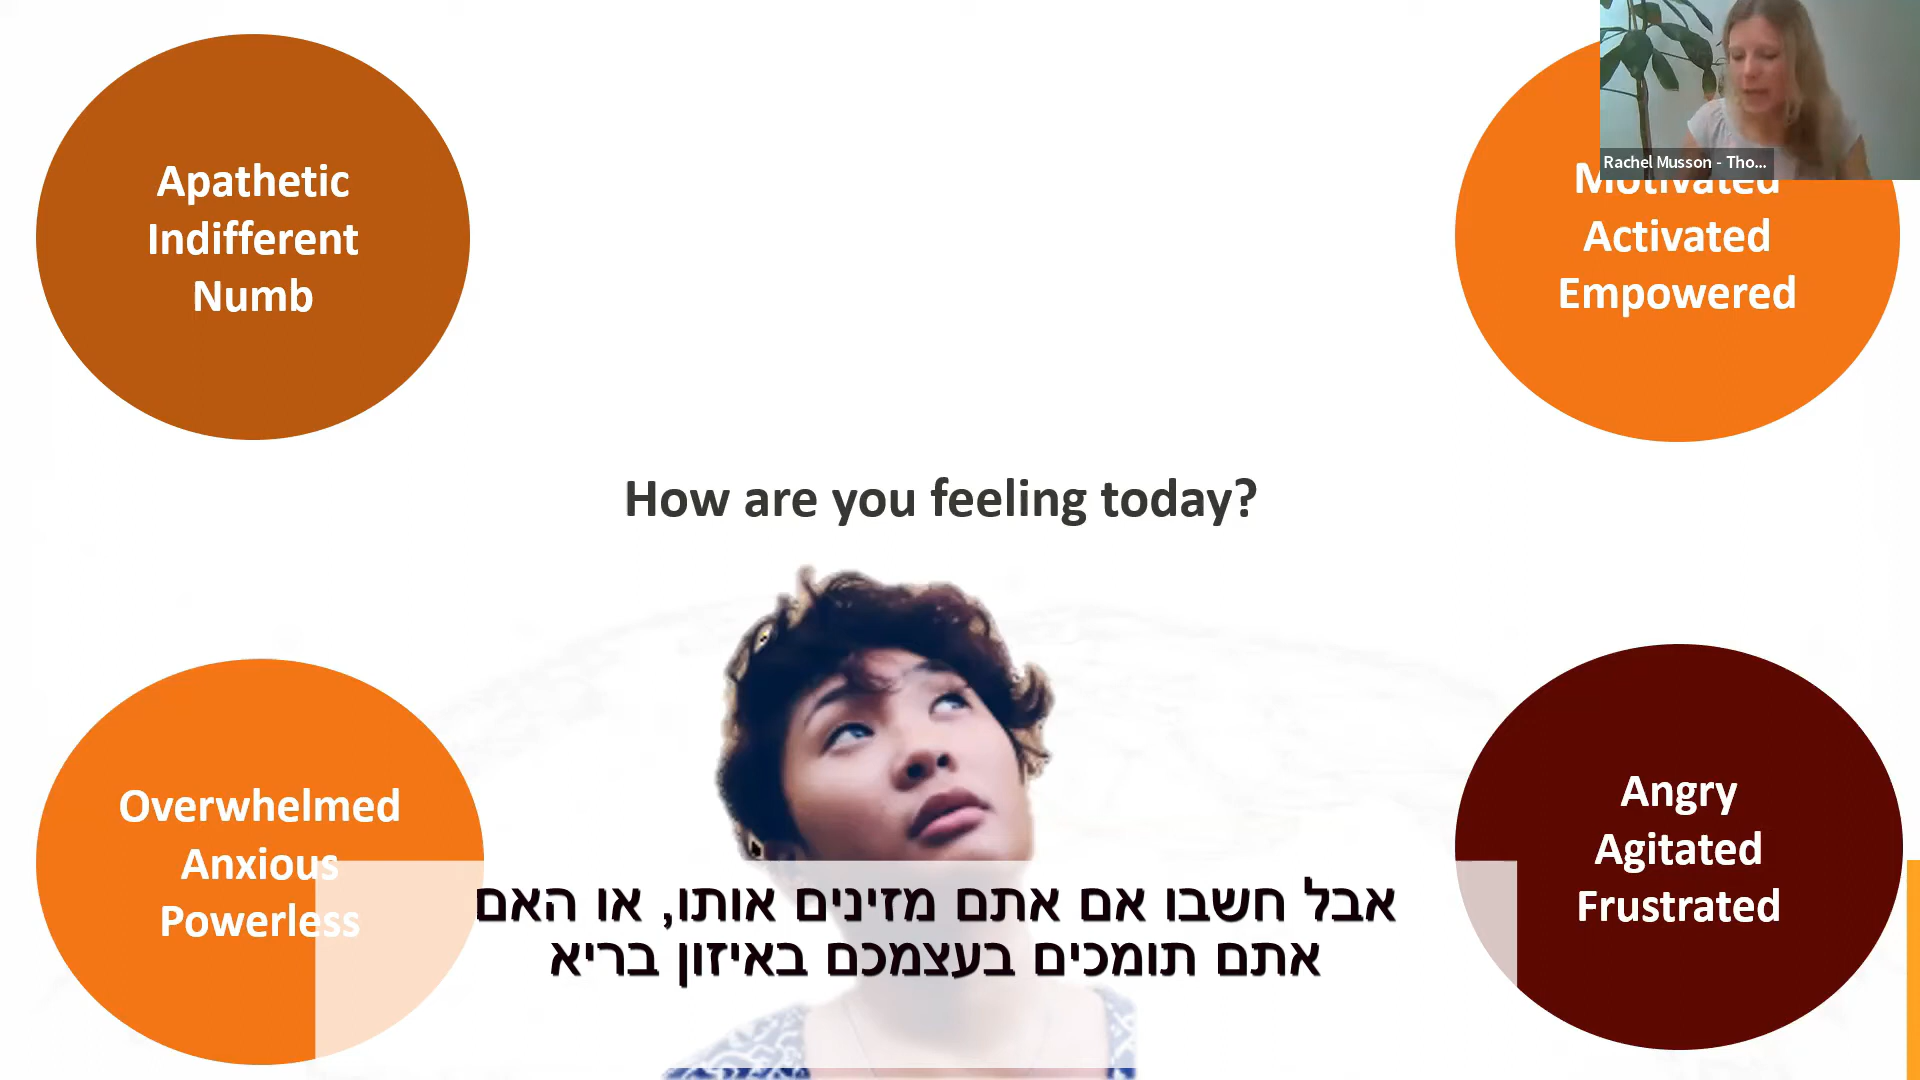 Apathetic
Indifferent
Numb
Rachel Musson - Tho...
Motivated
Activated
Empowered
How are you feeling today?
Overwhelmed
Anxious
Powerless
Angry
Agitated
Frustrated
אבל חשבו אם אתם מזינים אותו, או האם
אתם תומכים בעצמכם באיזון בריא